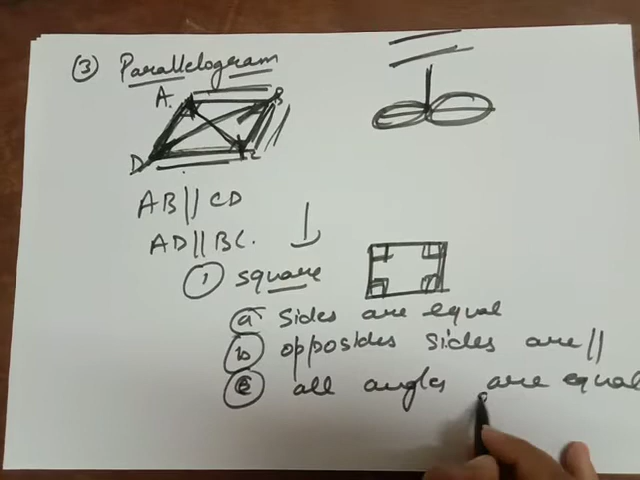 ③ Parallelogram
A B
D C
AB // CD
AD // BC.
① square
ⓐ Sides are equal
ⓑ opposides sides are //
ⓒ all angles are equal